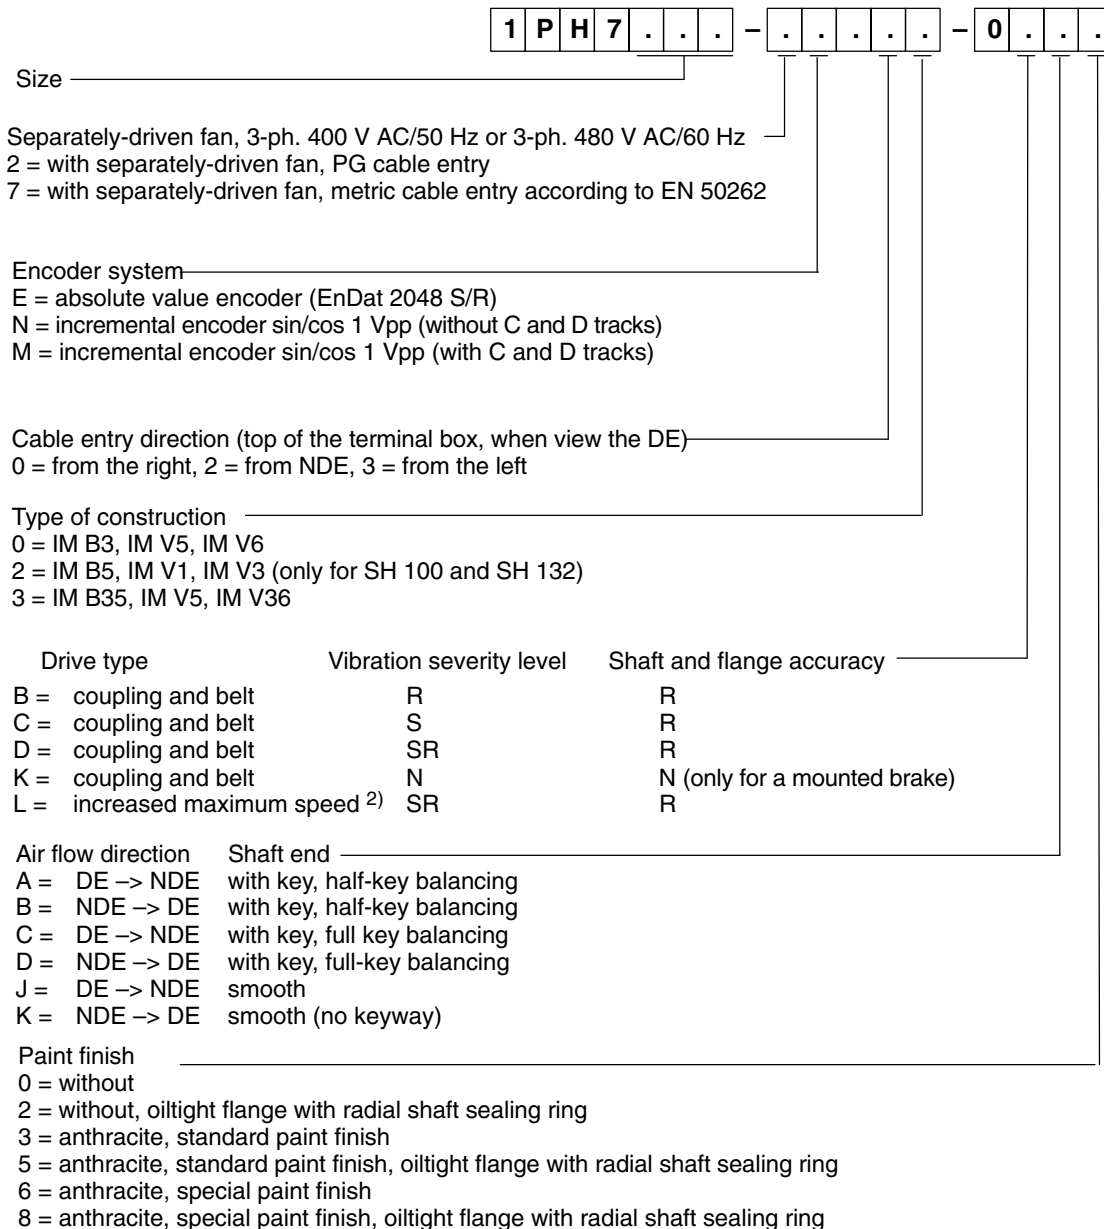 1 P H 7 . . . – . . . . . – 0 . . .
Size
Separately-driven fan, 3-ph. 400 V AC/50 Hz or 3-ph. 480 V AC/60 Hz
2 = with separately-driven fan, PG cable entry
7 = with separately-driven fan, metric cable entry according to EN 50262
Encoder system
E = absolute value encoder (EnDat 2048 S/R)
N = incremental encoder sin/cos 1 Vpp (without C and D tracks)
M = incremental encoder sin/cos 1 Vpp (with C and D tracks)
Cable entry direction (top of the terminal box, when view the DE)
0 = from the right, 2 = from NDE, 3 = from the left
Type of construction
0 = IM B3, IM V5, IM V6
2 = IM B5, IM V1, IM V3 (only for SH 100 and SH 132)
3 = IM B35, IM V5, IM V36
Drive type Vibration severity level Shaft and flange accuracy
B = coupling and belt R R
C = coupling and belt S R
D = coupling and belt SR R
K = coupling and belt N N (only for a mounted brake)
L = increased maximum speed 2) SR R
Air flow direction Shaft end
A = DE –> NDE with key, half-key balancing
B = NDE –> DE with key, half-key balancing
C = DE –> NDE with key, full key balancing
D = NDE –> DE with key, full-key balancing
J = DE –> NDE smooth
K = NDE –> DE smooth (no keyway)
Paint finish
0 = without
2 = without, oiltight flange with radial shaft sealing ring
3 = anthracite, standard paint finish
5 = anthracite, standard paint finish, oiltight flange with radial shaft sealing ring
6 = anthracite, special paint finish
8 = anthracite, special paint finish, oiltight flange with radial shaft sealing ring